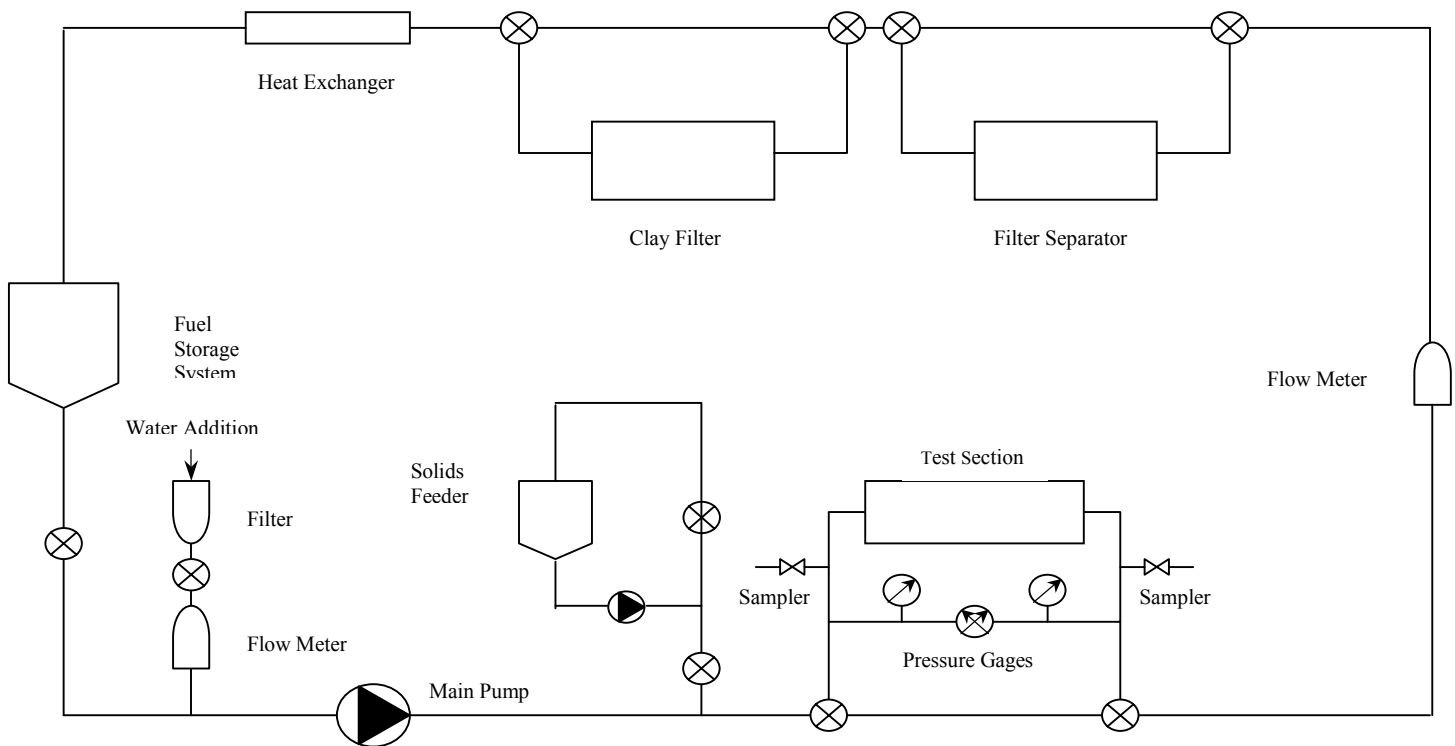 Heat Exchanger
Clay Filter
Filter Separator
Fuel
Storage
System
Flow Meter
Water Addition
Test Section
Solids
Feeder
Filter
Sampler
Sampler
Flow Meter
Pressure Gages
Main Pump